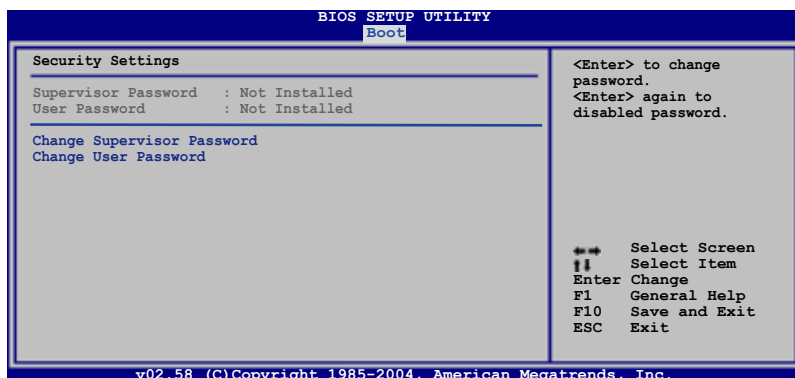 BIOS SETUP UTILITY
Boot
Security Settings
Supervisor Password : Not Installed
User Password : Not Installed
Change Supervisor Password
Change User Password
<Enter> to change
password.
<Enter> again to
disabled password.
←→ Select Screen
↑↓ Select Item
Enter Change
F1 General Help
F10 Save and Exit
ESC Exit
v02.58 (C)Copyright 1985-2004, American Megatrends, Inc.